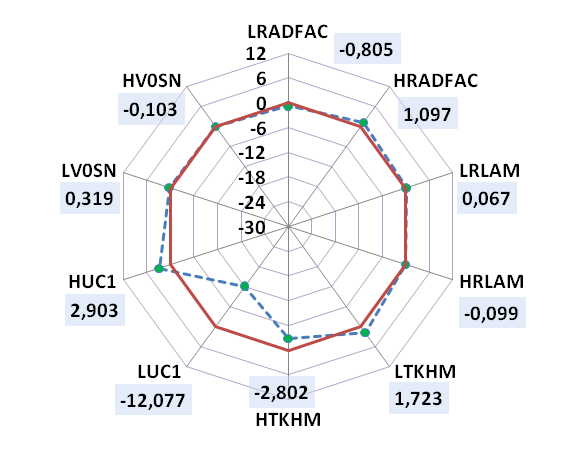 LRADFAC
-0,805
HRADFAC
1,097
LRLAM
0,067
HRLAM
-0,099
LTKHM
1,723
HTKHM
-2,802
LUC1
-12,077
HUC1
2,903
LV0SN
0,319
HV0SN
-0,103
12
6
0
-6
-12
-18
-24
-30